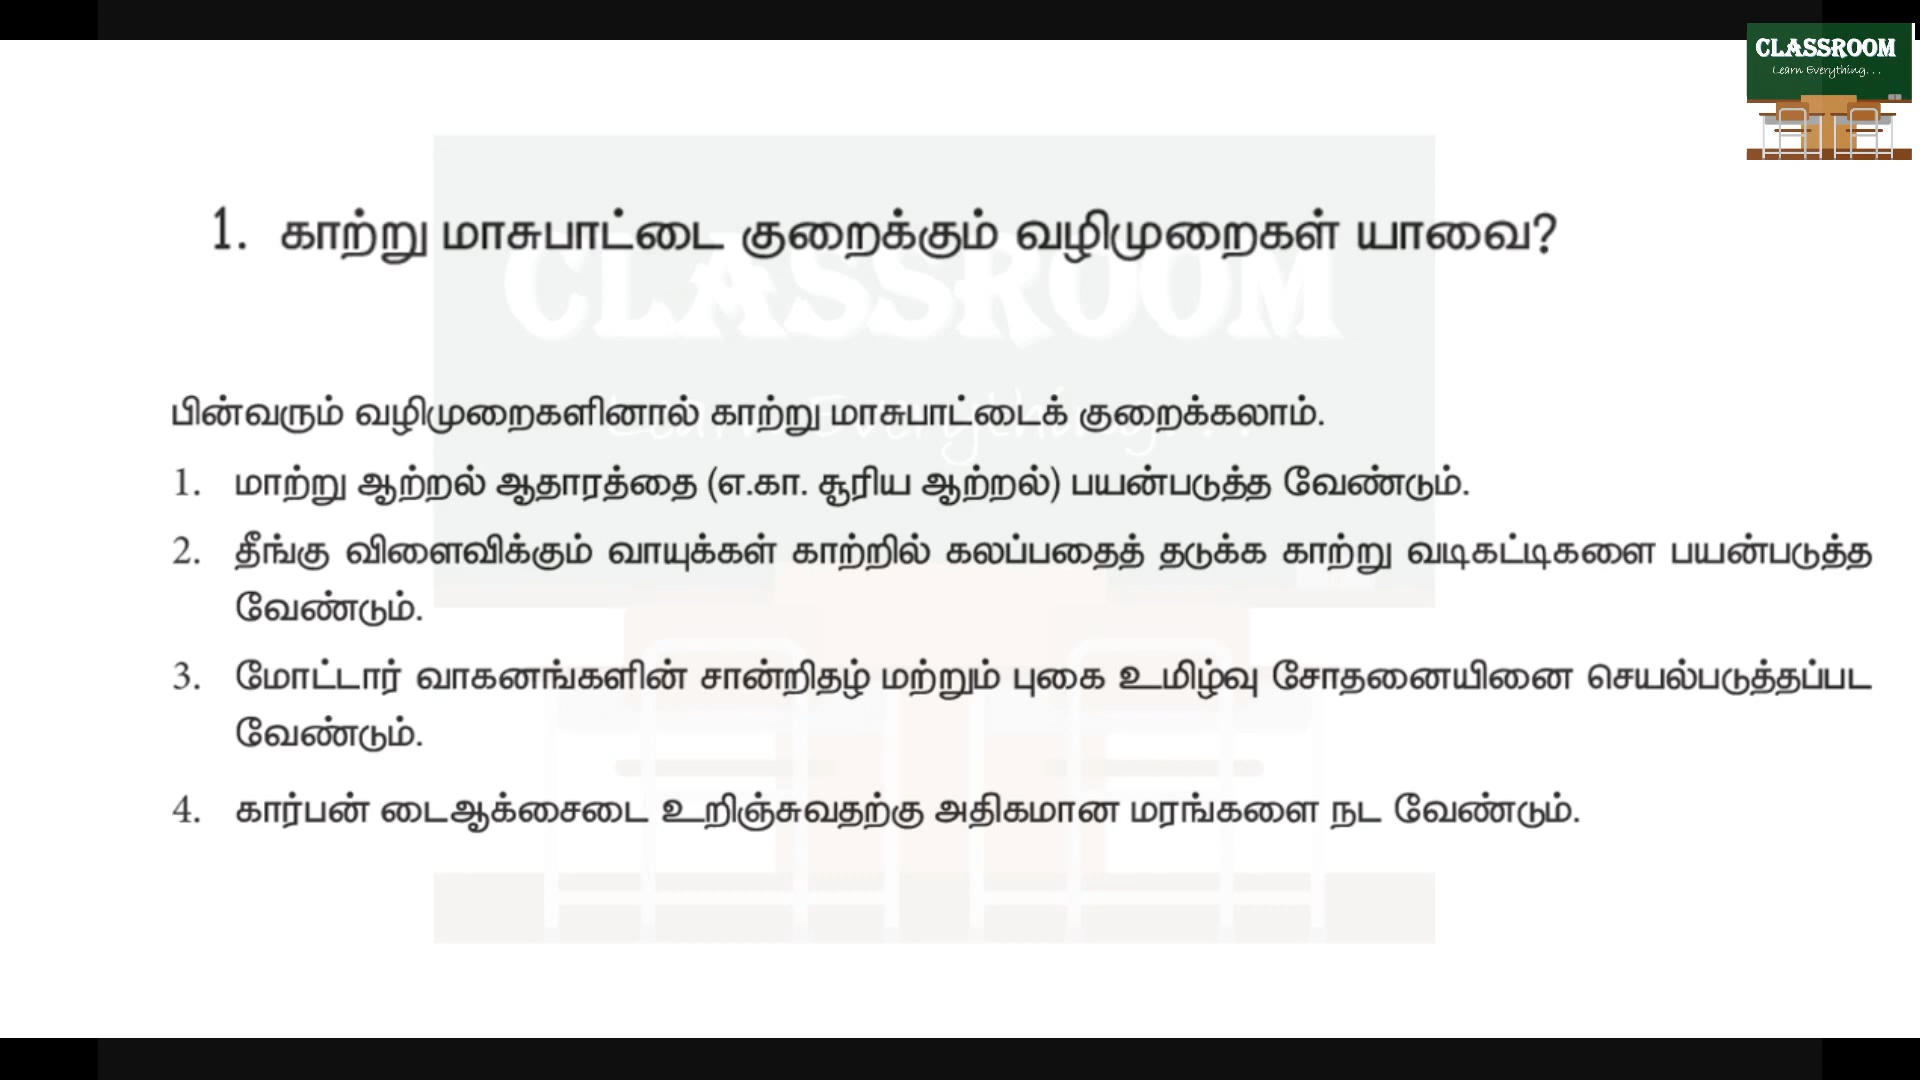 CLASSROOM
Learn Everything...
1. காற்று மாசுபாட்டை குறைக்கும் வழிமுறைகள் யாவை?
பின்வரும் வழிமுறைகளினால் காற்று மாசுபாட்டைக் குறைக்கலாம்.
1. மாற்று ஆற்றல் ஆதாரத்தை (எ.கா. சூரிய ஆற்றல்) பயன்படுத்த வேண்டும்.
2. தீங்கு விளைவிக்கும் வாயுக்கள் காற்றில் கலப்பதைத் தடுக்க காற்று வடிகட்டிகளை பயன்படுத்த
வேண்டும்.
3. மோட்டார் வாகனங்களின் சான்றிதழ் மற்றும் புகை உமிழ்வு சோதனையினை செயல்படுத்தப்பட
வேண்டும்.
4. கார்பன் டைஆக்சைடை உறிஞ்சுவதற்கு அதிகமான மரங்களை நட வேண்டும்.